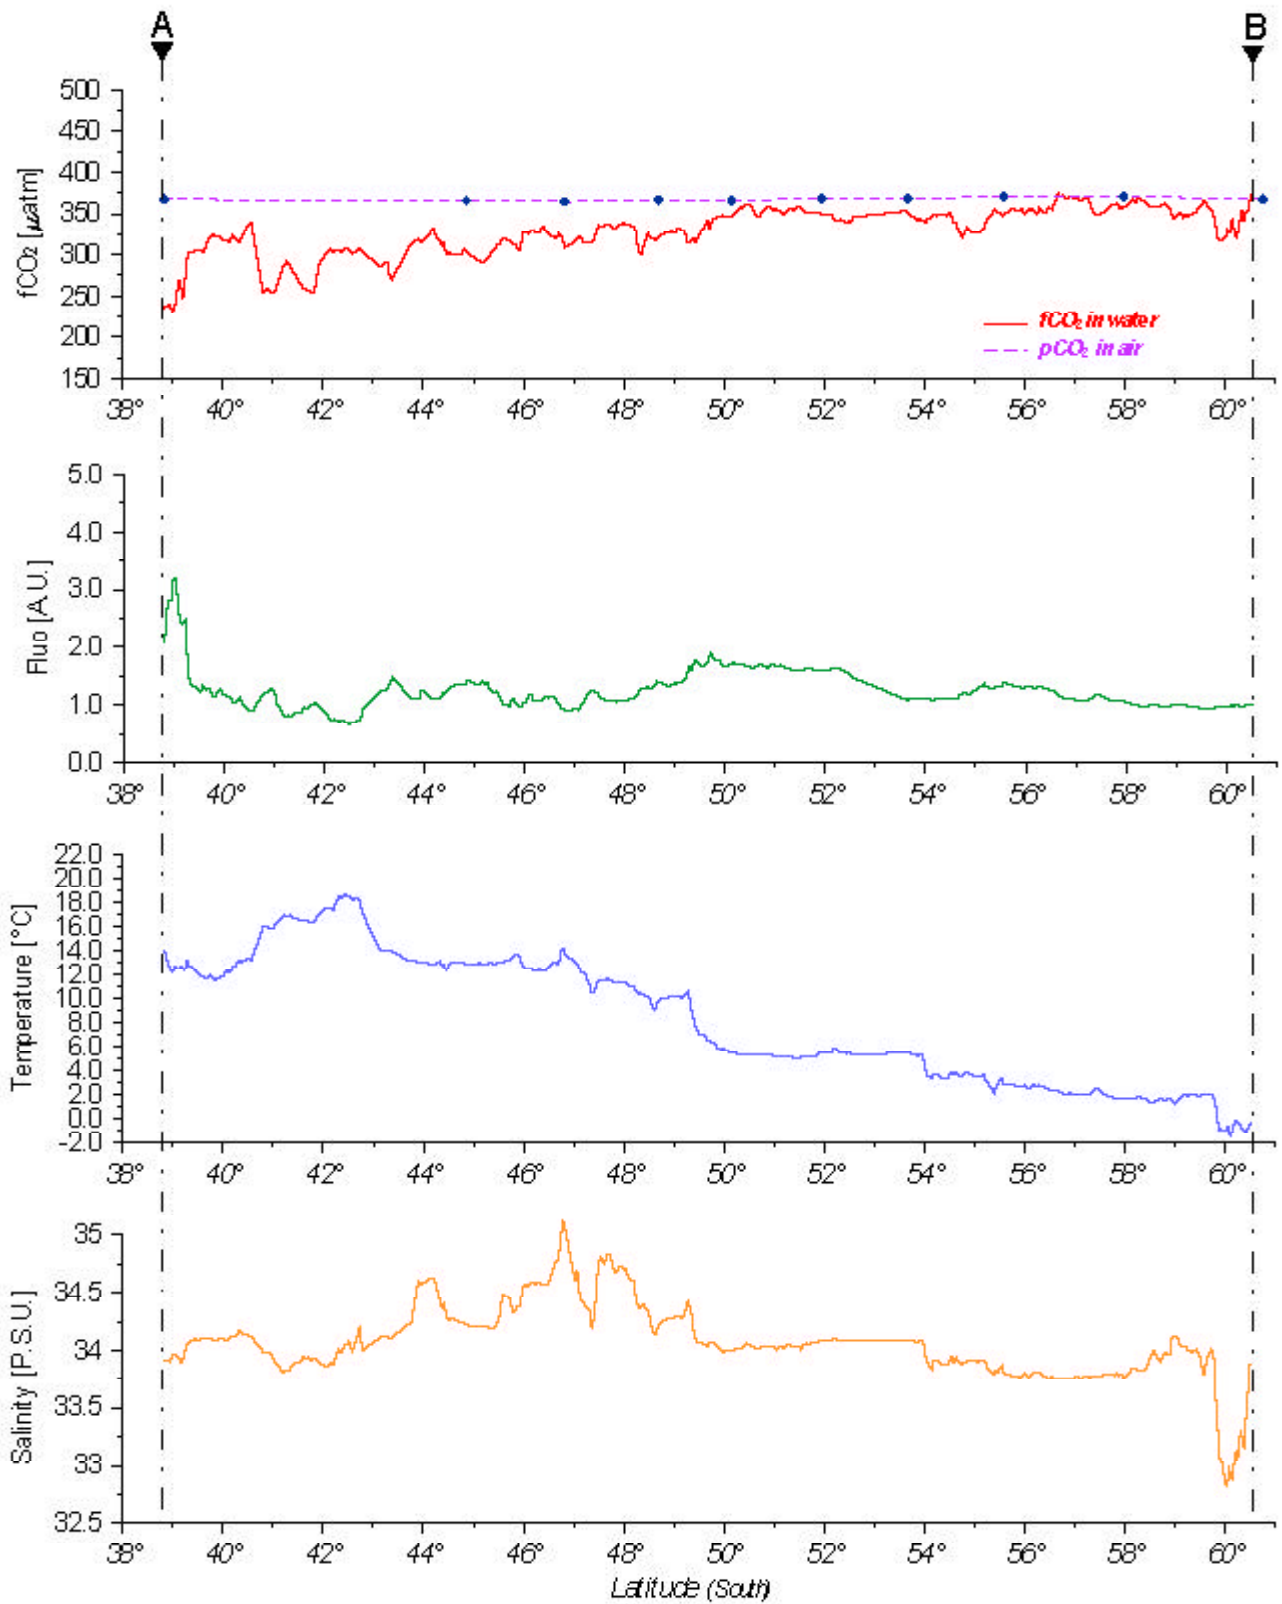 A B
500
450
400
350
300
250
200
150
fCO₂ [µatm]
fCO₂ in water
pCO₂ in air
38° 40° 42° 44° 46° 48° 50° 52° 54° 56° 58° 60°
5.0
4.0
3.0
2.0
1.0
0.0
Fluo [A.U.]
38° 40° 42° 44° 46° 48° 50° 52° 54° 56° 58° 60°
22.0
20.0
18.0
16.0
14.0
12.0
10.0
8.0
6.0
4.0
2.0
0.0
-2.0
Temperature [°C]
38° 40° 42° 44° 46° 48° 50° 52° 54° 56° 58° 60°
35
34.5
34
33.5
33
32.5
Salinity [P.S.U.]
38° 40° 42° 44° 46° 48° 50° 52° 54° 56° 58° 60°
Latitude (South)